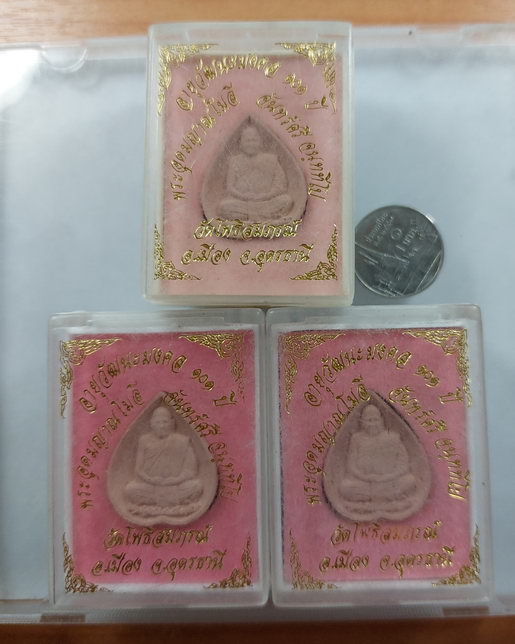 อายุวัฒนะมงคล ๑๐๑ ปี
พระอุดมญาณโมลี
จันทร์ศรี จนฺททีโป
วัดโพธิสมภรณ์
อ.เมือง จ.อุดรธานี
อายุวัฒนะมงคล ๑๐๑ ปี
พระอุดมญาณโมลี
จันทร์ศรี จนฺททีโป
วัดโพธิสมภรณ์
อ.เมือง จ.อุดรธานี
อายุวัฒนะมงคล ๑๐๑ ปี
พระอุดมญาณโมลี
จันทร์ศรี จนฺททีโป
วัดโพธิสมภรณ์
อ.เมือง จ.อุดรธานี